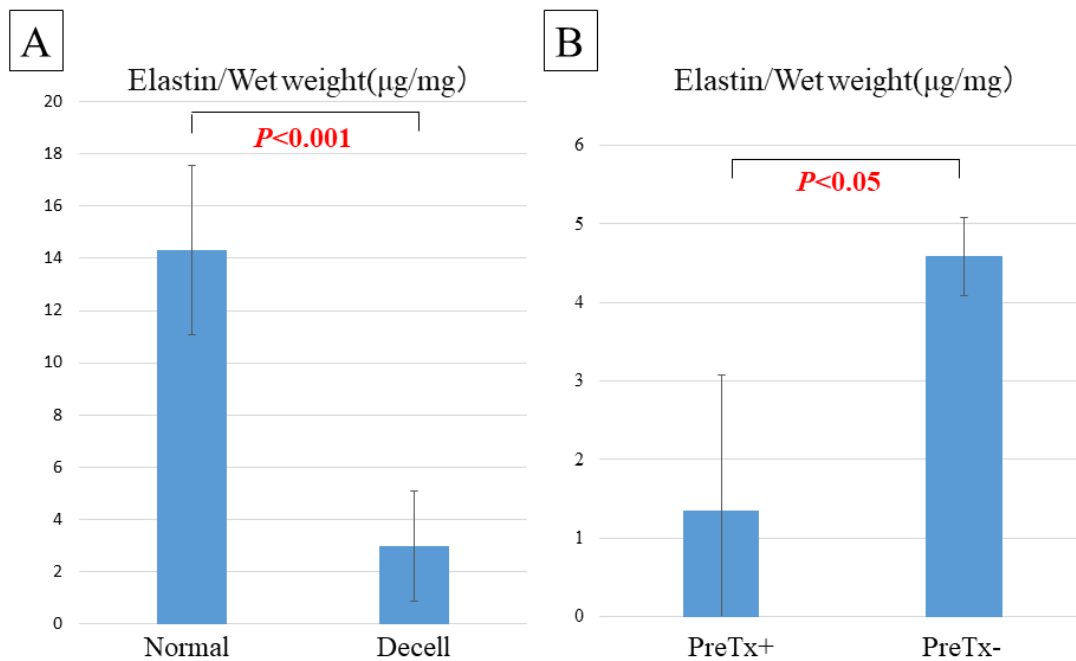 A
Elastin/Wet weight(μg/mg)
P<0.001
20
18
16
14
12
10
8
6
4
2
0
Normal Decell
B
Elastin/Wet weight(μg/mg)
P<0.05
6
5
4
3
2
1
0
PreTx+ PreTx-